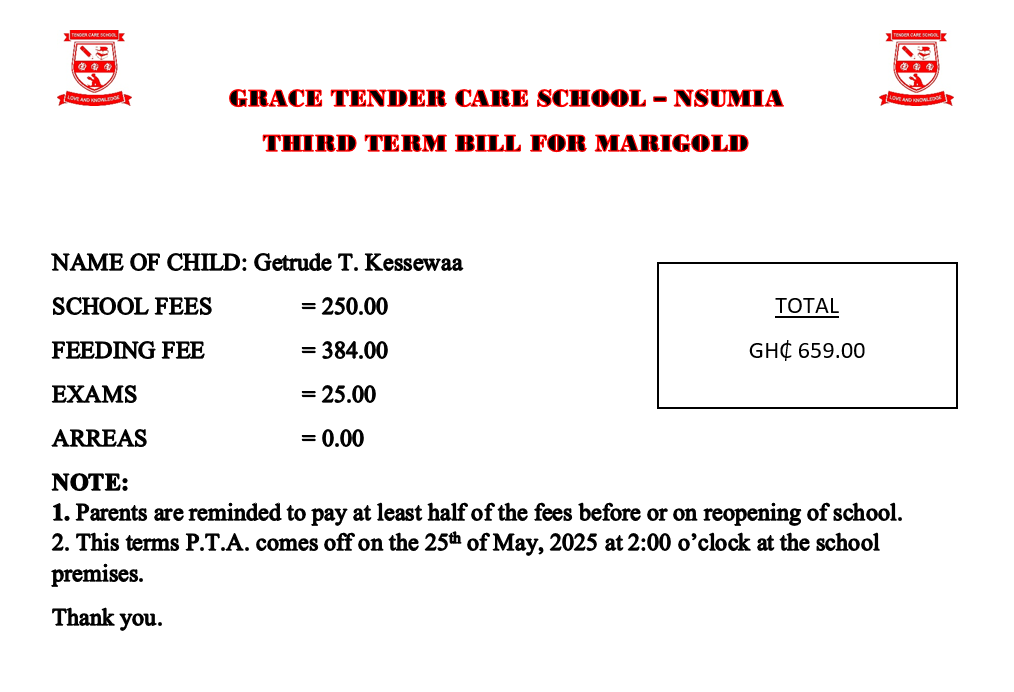 TENDER CARE SCHOOL
LOVE AND KNOWLEDGE
TENDER CARE SCHOOL
LOVE AND KNOWLEDGE
GRACE TENDER CARE SCHOOL – NSUMIA
THIRD TERM BILL FOR MARIGOLD
NAME OF CHILD: Getrude T. Kessewaa
SCHOOL FEES = 250.00
FEEDING FEE = 384.00
EXAMS = 25.00
ARREAS = 0.00
TOTAL
GH₵ 659.00
NOTE:
1. Parents are reminded to pay at least half of the fees before or on reopening of school.
2. This terms P.T.A. comes off on the 25th of May, 2025 at 2:00 o’clock at the school
premises.
Thank you.